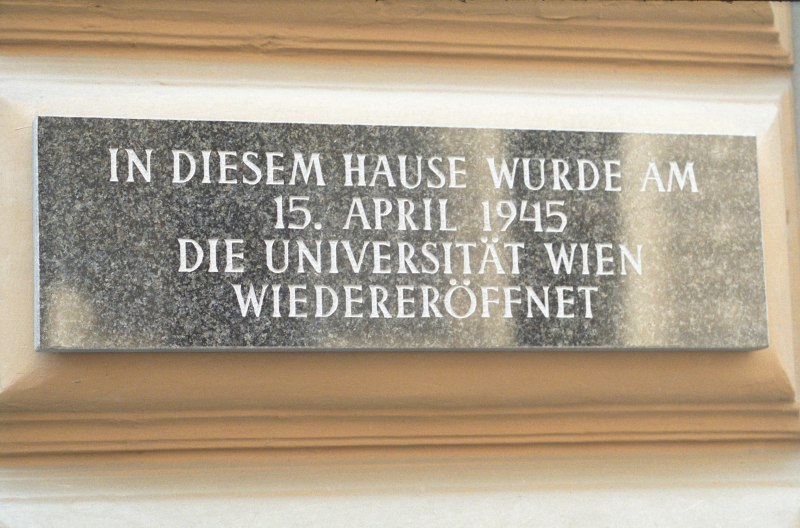 IN DIESEM HAUSE WURDE AM
15. APRIL 1945
DIE UNIVERSITÄT WIEN
WIEDERERÖFFNET